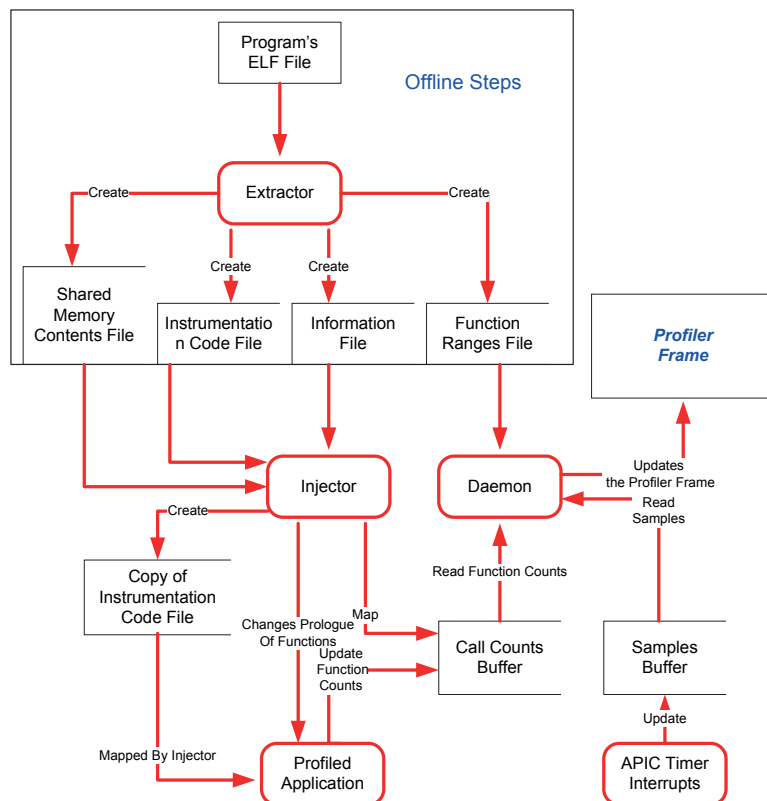 Program's
ELF File
Offline Steps
Extractor
Create
Create
Create
Create
Shared
Memory
Contents File
Instrumentatio
n Code File
Information
File
Function
Ranges File
Profiler
Frame
Injector
Daemon
Updates
the Profiler Frame
Read
Samples
Create
Copy of
Instrumentation
Code File
Read Function Counts
Map
Changes Prologue
Of Functions
Update
Function
Counts
Call Counts
Buffer
Samples
Buffer
Update
Mapped By Injector
Profiled
Application
APIC Timer
Interrupts